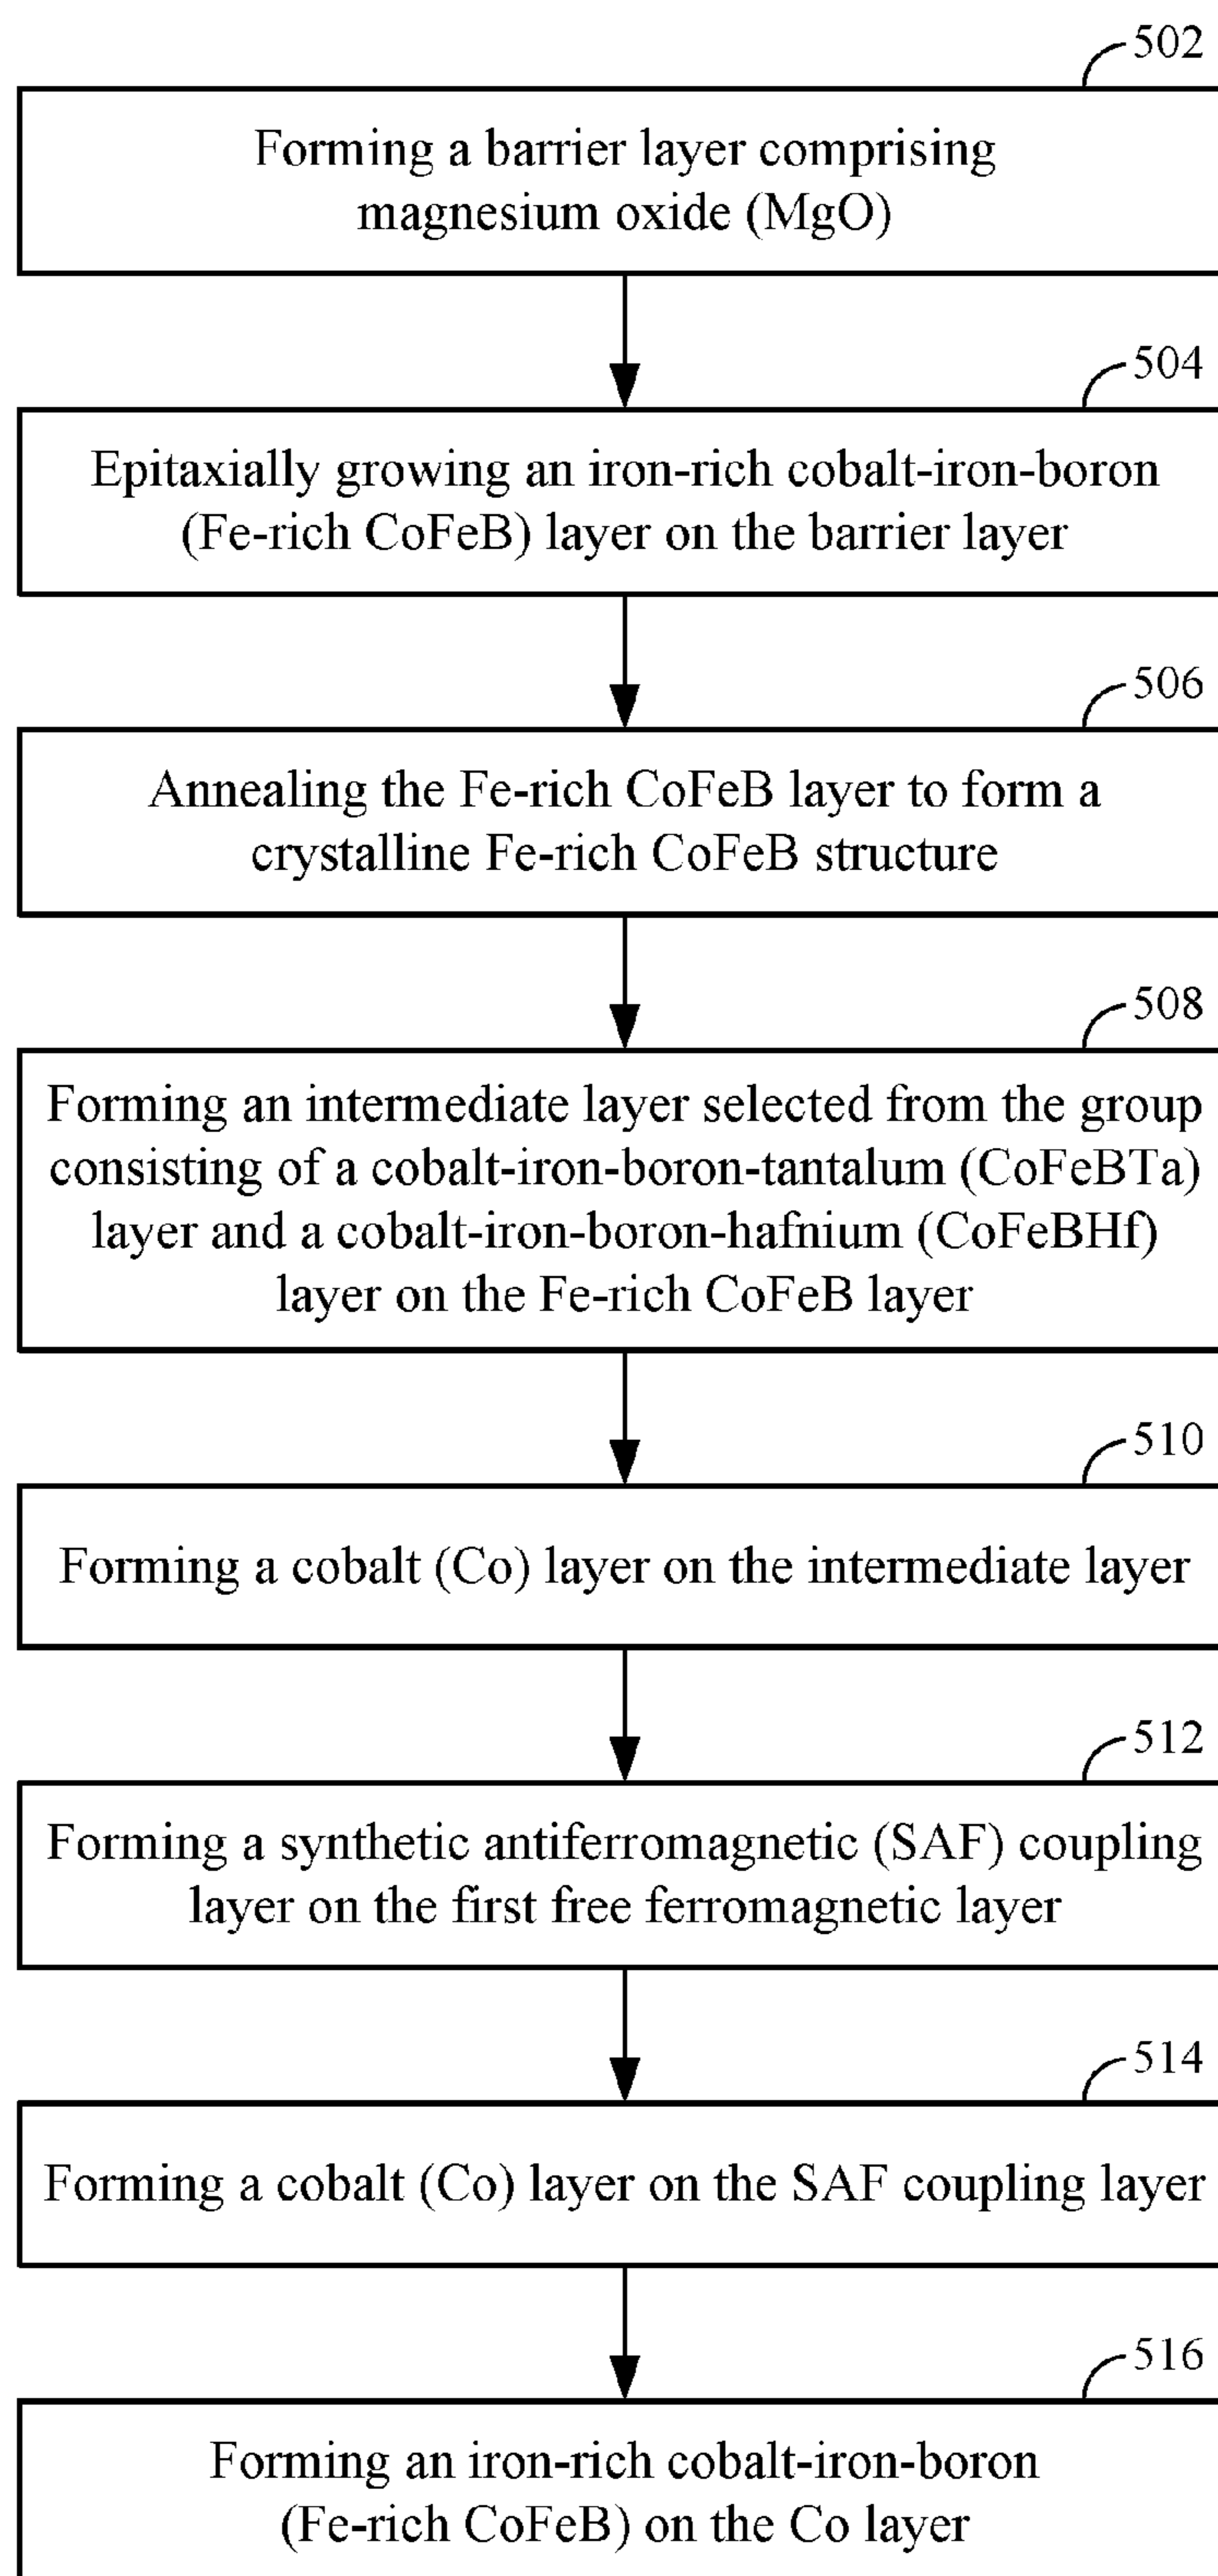 502
Forming a barrier layer comprising
magnesium oxide (MgO)
504
Epitaxially growing an iron-rich cobalt-iron-boron
(Fe-rich CoFeB) layer on the barrier layer
506
Annealing the Fe-rich CoFeB layer to form a
crystalline Fe-rich CoFeB structure
508
Forming an intermediate layer selected from the group
consisting of a cobalt-iron-boron-tantalum (CoFeBTa)
layer and a cobalt-iron-boron-hafnium (CoFeBHf)
layer on the Fe-rich CoFeB layer
510
Forming a cobalt (Co) layer on the intermediate layer
512
Forming a synthetic antiferromagnetic (SAF) coupling
layer on the first free ferromagnetic layer
514
Forming a cobalt (Co) layer on the SAF coupling layer
516
Forming an iron-rich cobalt-iron-boron
(Fe-rich CoFeB) on the Co layer